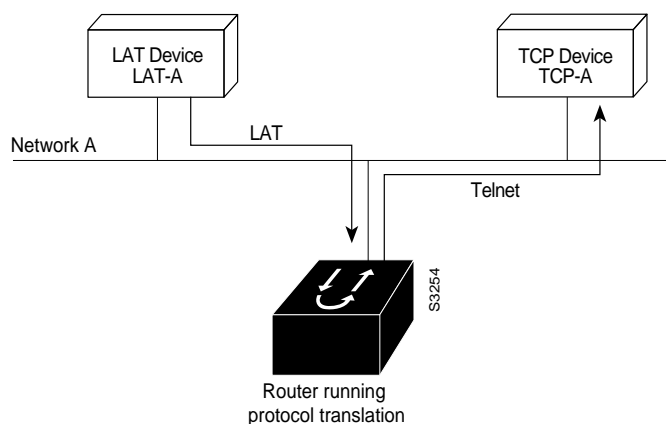 LAT Device
LAT-A
TCP Device
TCP-A
LAT
Network A
Telnet
S3254
Router running
protocol translation